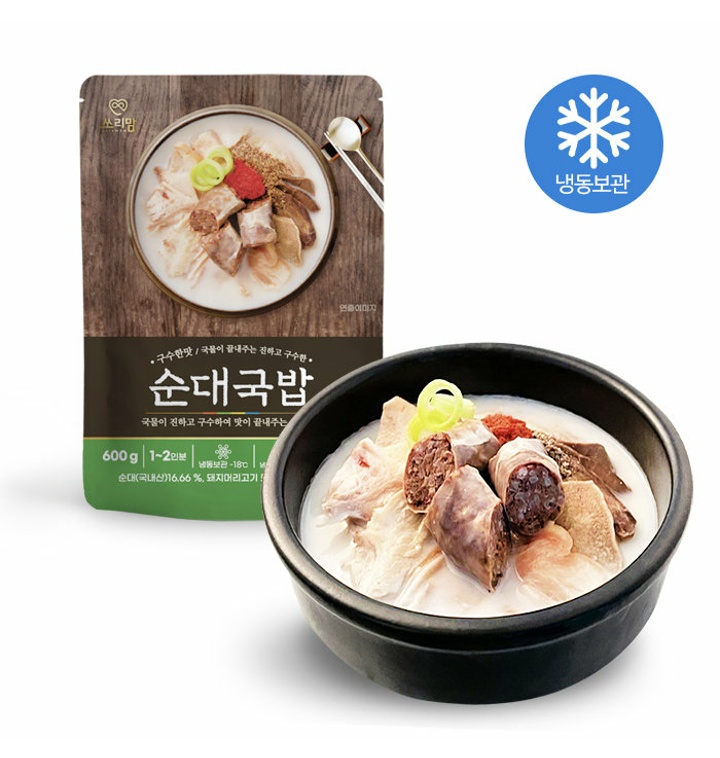 쏘리맘
냉동보관
연출이미지
• 구수한맛 / 국물이 끝내주는 진하고 구수한
순대국밥
국물이 진하고 구수하여 맛이 끝내주는
600g 1~2인분 냉동보관 -18℃
순대(국내산)16.66 %, 돼지머리고기